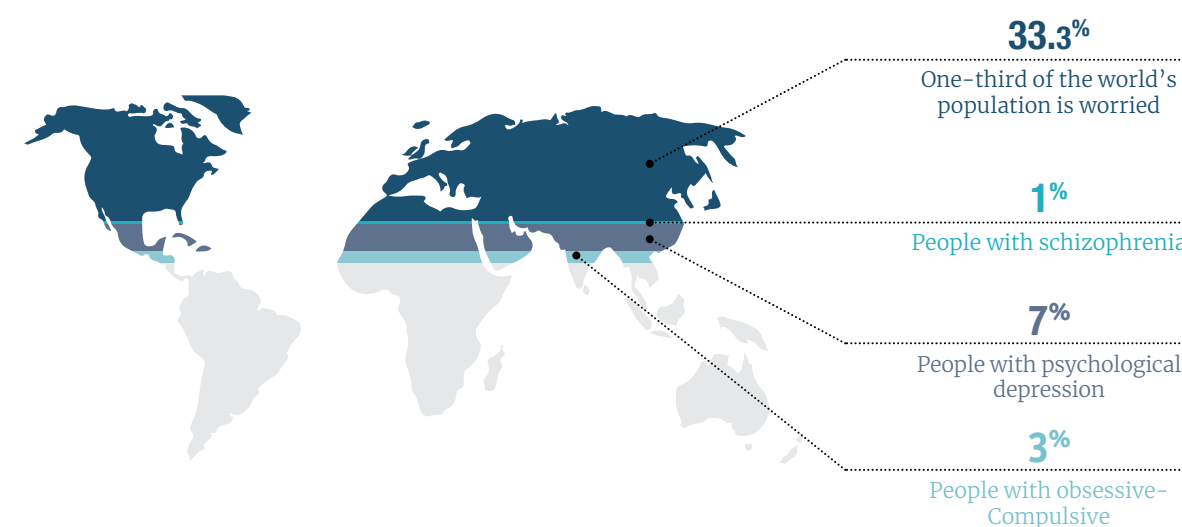 33.3%
One-third of the world's
population is worried
1%
People with schizophrenia
7%
People with psychological
depression
3%
People with obsessive-
Compulsive